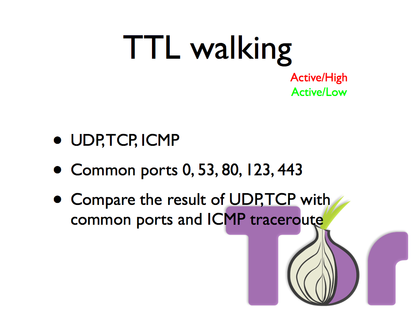 TTL walking
Active/High
Active/Low
• UDP,TCP, ICMP
• Common ports 0, 53, 80, 123, 443
• Compare the result of UDP,TCP with
common ports and ICMP traceroute
Tor